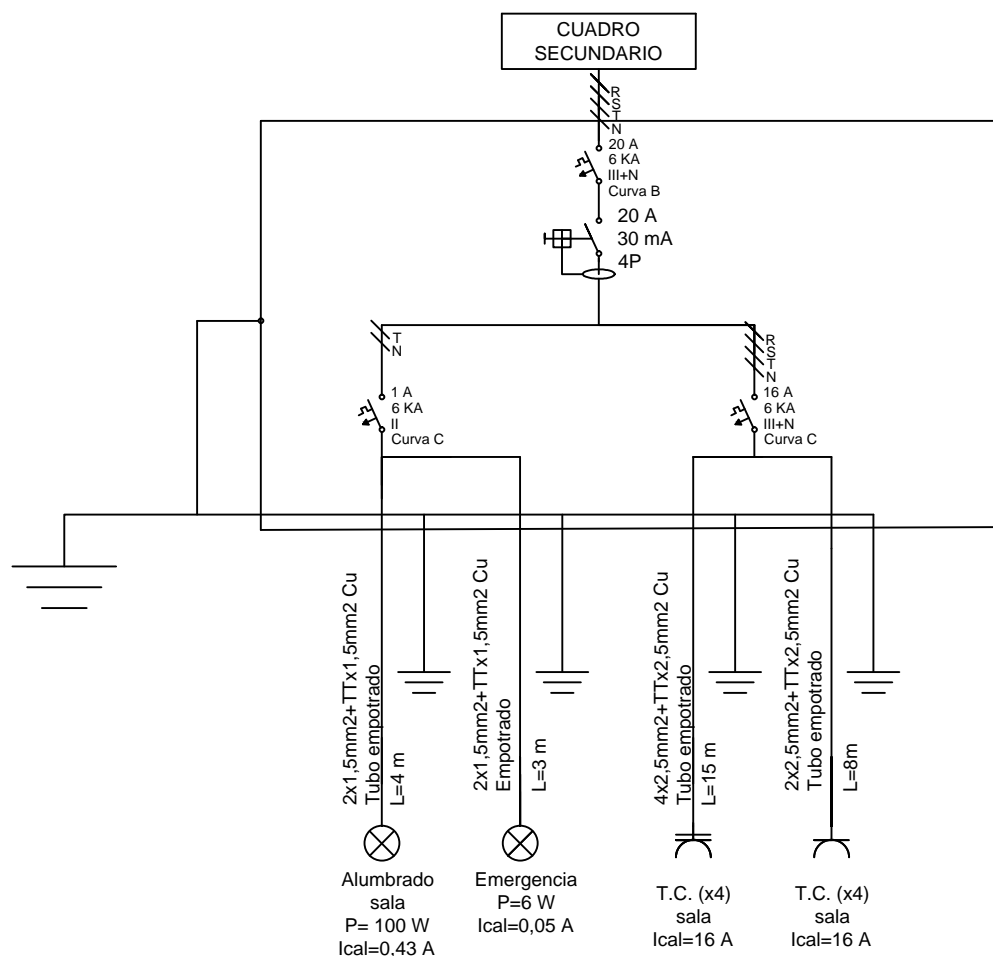 CUADRO
SECUNDARIO
R
S
T
N
20 A
6 KA
III+N
Curva B
20 A
30 mA
4P
T
N
R
S
T
N
1 A
6 KA
II
Curva C
16 A
6 KA
III+N
Curva C
2x1,5mm2+TTx1,5mm2 Cu
Tubo empotrado
L=4 m
2x1,5mm2+TTx1,5mm2 Cu
Empotrado
L=3 m
4x2,5mm2+TTx2,5mm2 Cu
Tubo empotrado
L=15 m
2x2,5mm2+TTx2,5mm2 Cu
Tubo empotrado
L=8m
Alumbrado
sala
P= 100 W
Ical=0,43 A
Emergencia
P=6 W
Ical=0,05 A
T.C. (x4)
sala
Ical=16 A
T.C. (x4)
sala
Ical=16 A